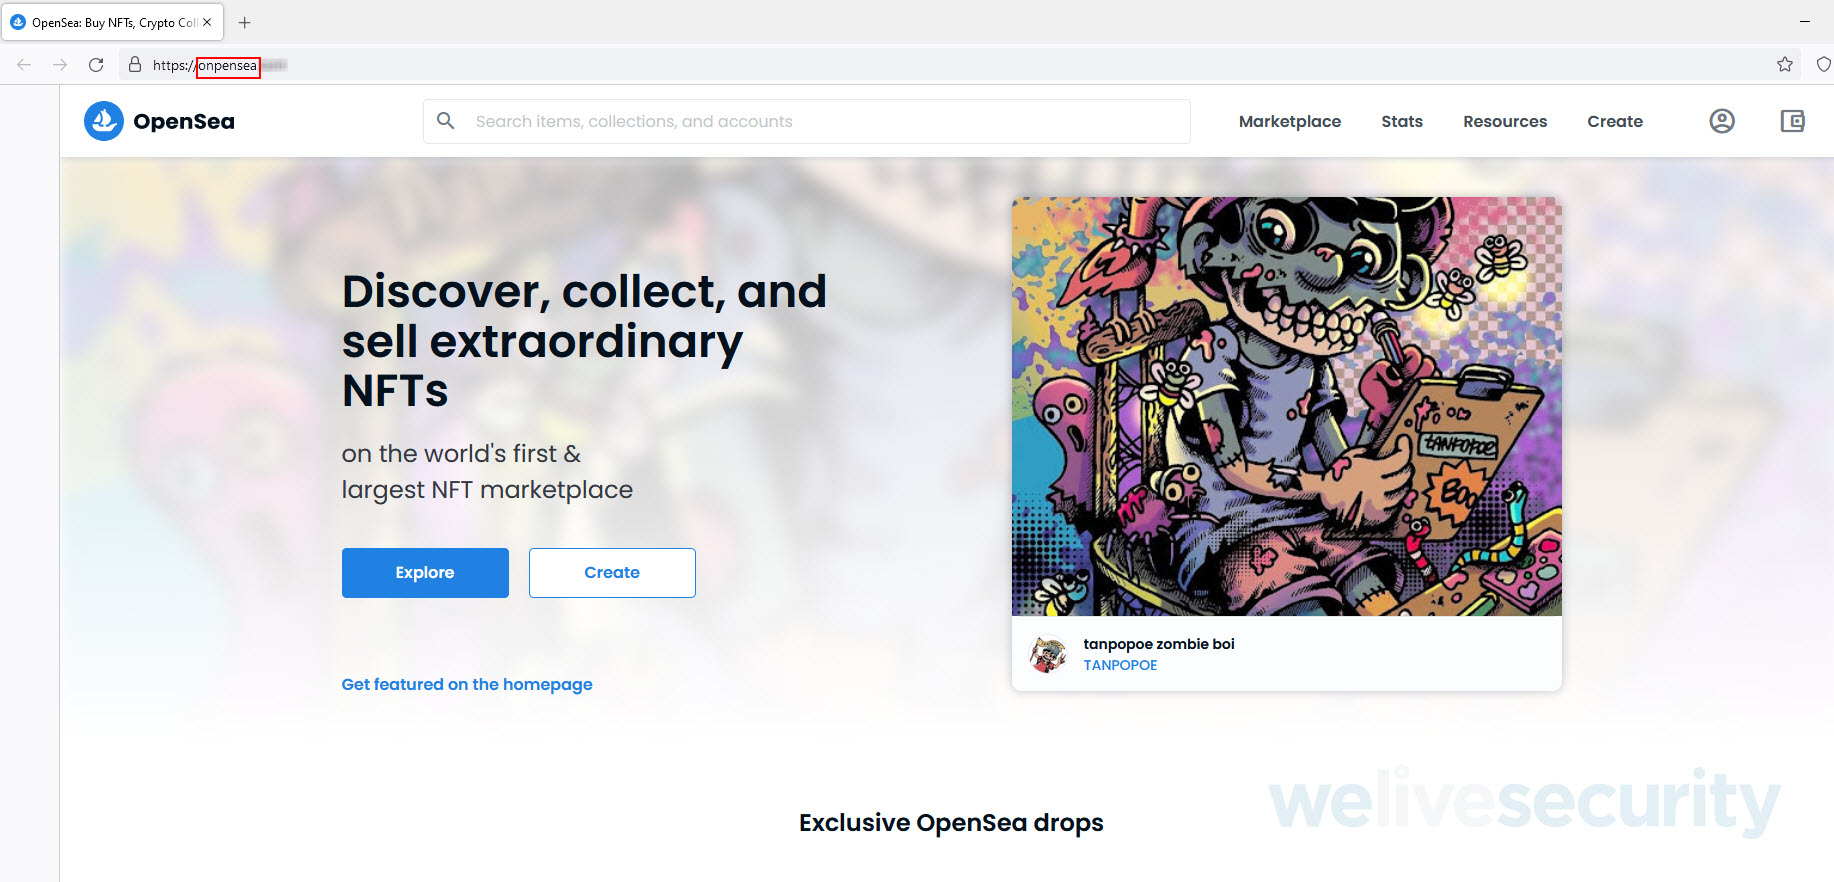 OpenSea: Buy NFTs, Crypto Coll
https://onpensea.
OpenSea
Search items, collections, and accounts
Marketplace
Stats
Resources
Create
Discover, collect, and
sell extraordinary
NFTs
on the world's first &
largest NFT marketplace
Explore
Create
Get featured on the homepage
TANPOPOE
BOO
tanpopoe zombie boi
TANPOPOE
Exclusive OpenSea drops
welivesecurity